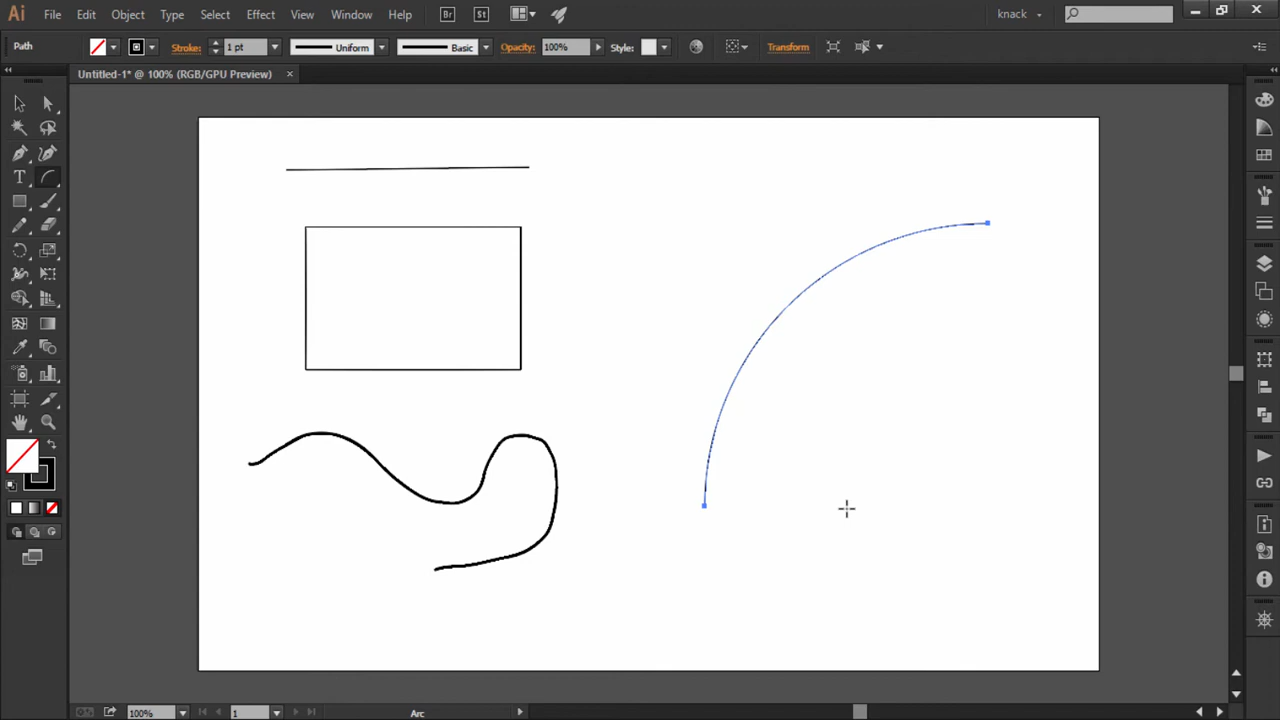 Ai File Edit Object Type Select Effect View Window Help Br St knack
Path Stroke: 1 pt Uniform Basic Opacity: 100% Style: Transform
Untitled-1* @ 100% (RGB/GPU Preview) ×
T
100% 1 Arc